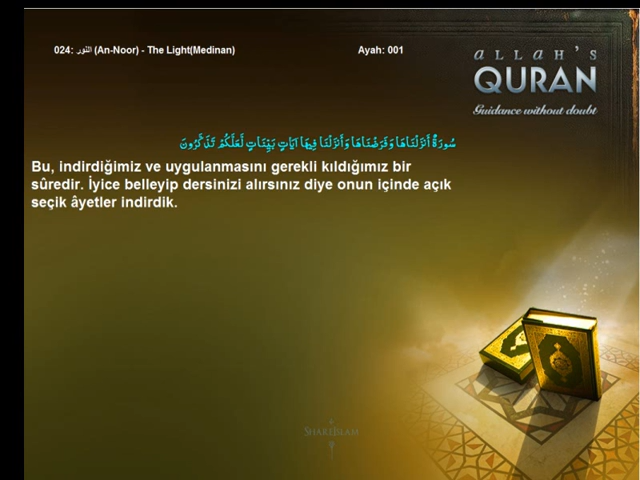 024: النور (An-Noor) - The Light(Medinan) Ayah: 001
ALLAH'S
QURAN
Guidance without doubt
سُورَةٌ أَنزَلْنَاهَا وَفَرَضْنَاهَا وَأَنزَلْنَا فِيهَا آيَاتٍ بَيِّنَاتٍ لَّعَلَّكُمْ تَذَكَّرُونَ
Bu, indirdiğimiz ve uygulanmasını gerekli kıldığımız bir
sûredir. İyice belleyip dersinizi alırsınız diye onun içinde açık
seçik âyetler indirdik.
SHAREISLAM